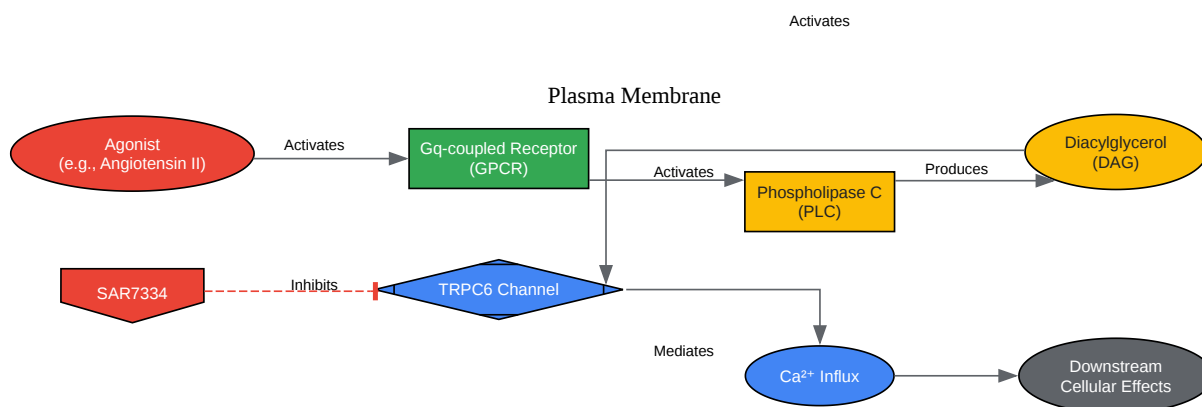 Activates
Plasma Membrane
Agonist
(e.g., Angiotensin II)
Activates
Gq-coupled Receptor
(GPCR)
Activates
Phospholipase C
(PLC)
Produces
Diacylglycerol
(DAG)
SAR7334
Inhibits
TRPC6 Channel
Mediates
Ca²⁺ Influx
Downstream
Cellular Effects